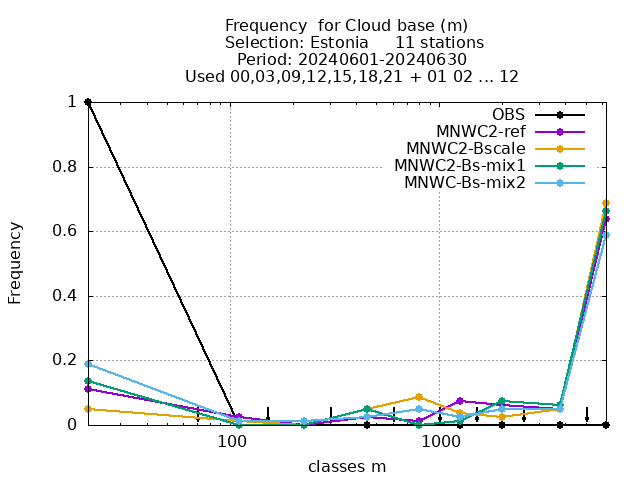 Frequency  for Cloud base (m)
Selection: Estonia     11 stations
Period: 20240601-20240630
Used 00,03,09,12,15,18,21 + 01 02 ... 12
OBS
MNWC2-ref
MNWC2-Bscale
MNWC2-Bs-mix1
MNWC-Bs-mix2
1
0.8
0.6
0.4
0.2
0
Frequency
100
1000
classes m